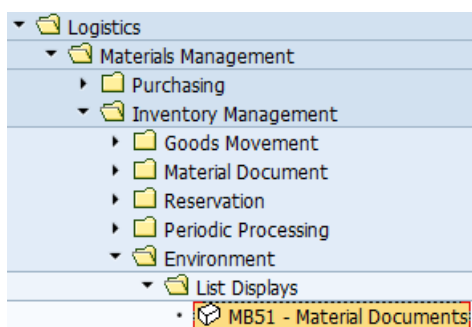 Logistics
Materials Management
Purchasing
Inventory Management
Goods Movement
Material Document
Reservation
Periodic Processing
Environment
List Displays
MB51 - Material Documents